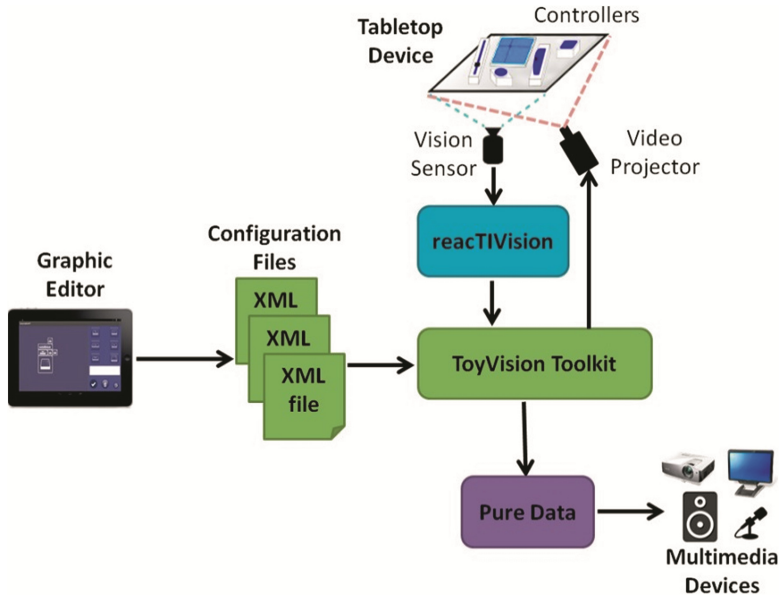 Tabletop
Device
Controllers
Vision
Sensor
Video
Projector
reacTIVision
Configuration
Files
Graphic
Editor
XML
XML
XML
file
ToyVision Toolkit
Pure Data
Multimedia
Devices